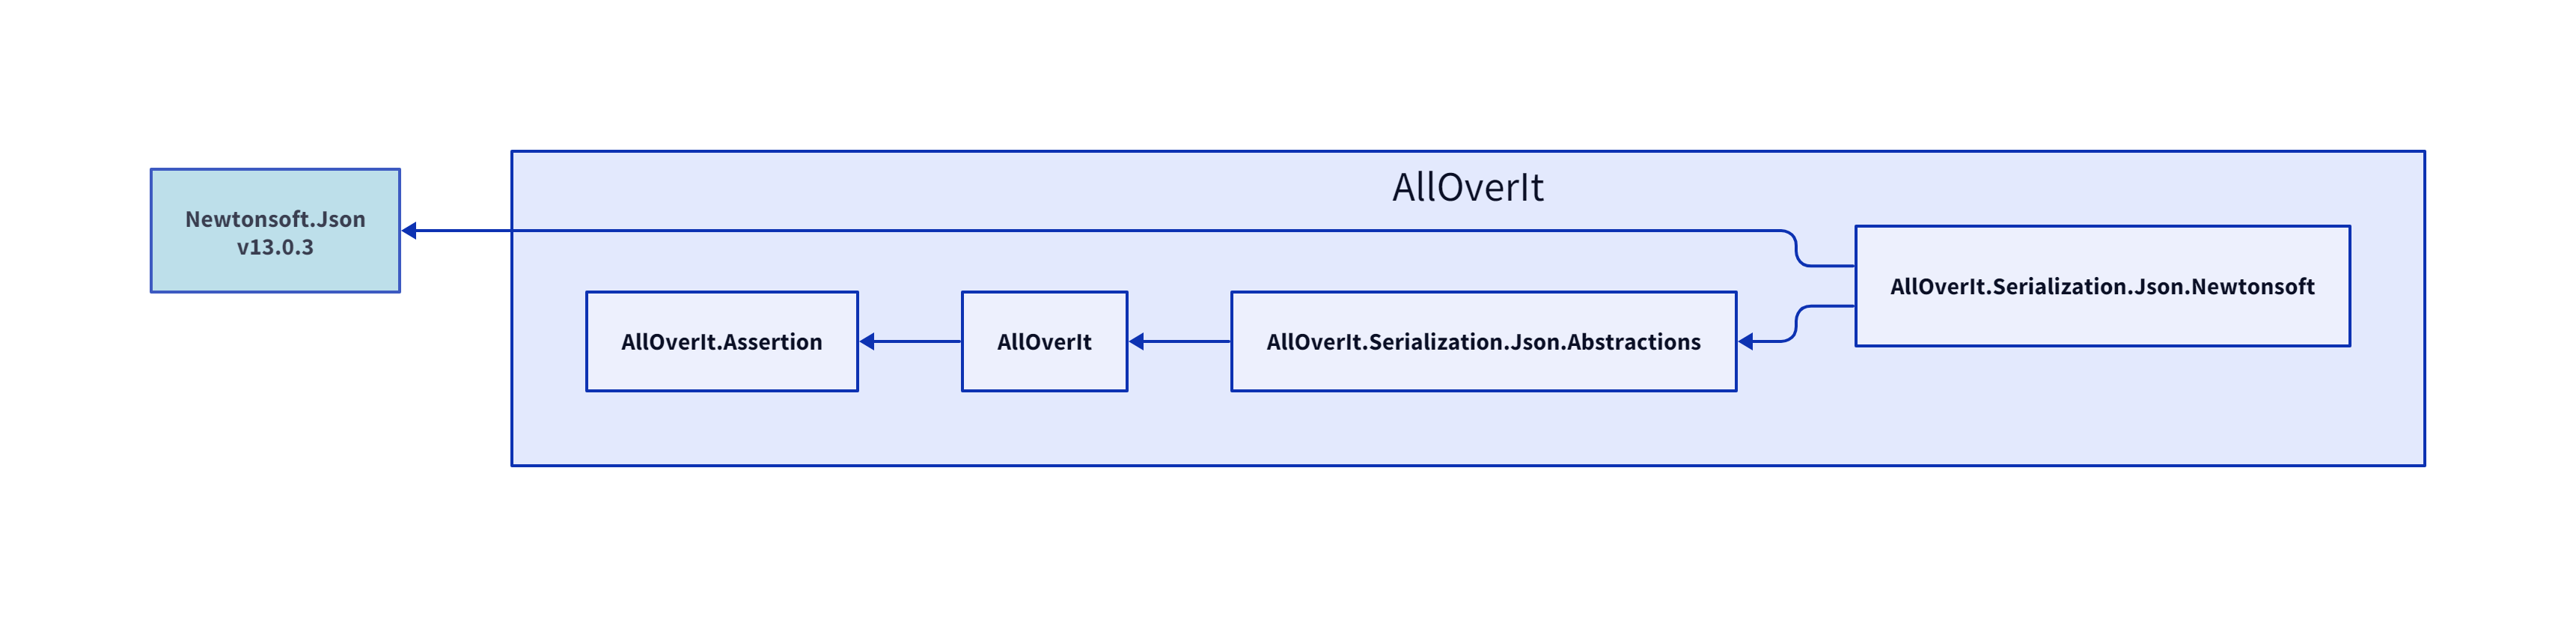 AllOverIt
Newtonsoft.Json
v13.0.3
AllOverIt.Serialization.Json.Newtonsoft
AllOverIt.Assertion
AllOverIt
AllOverIt.Serialization.Json.Abstractions